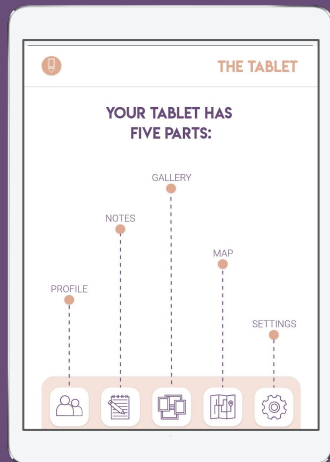 THE TABLET
YOUR TABLET HAS
FIVE PARTS:
GALLERY
NOTES
MAP
PROFILE
SETTINGS